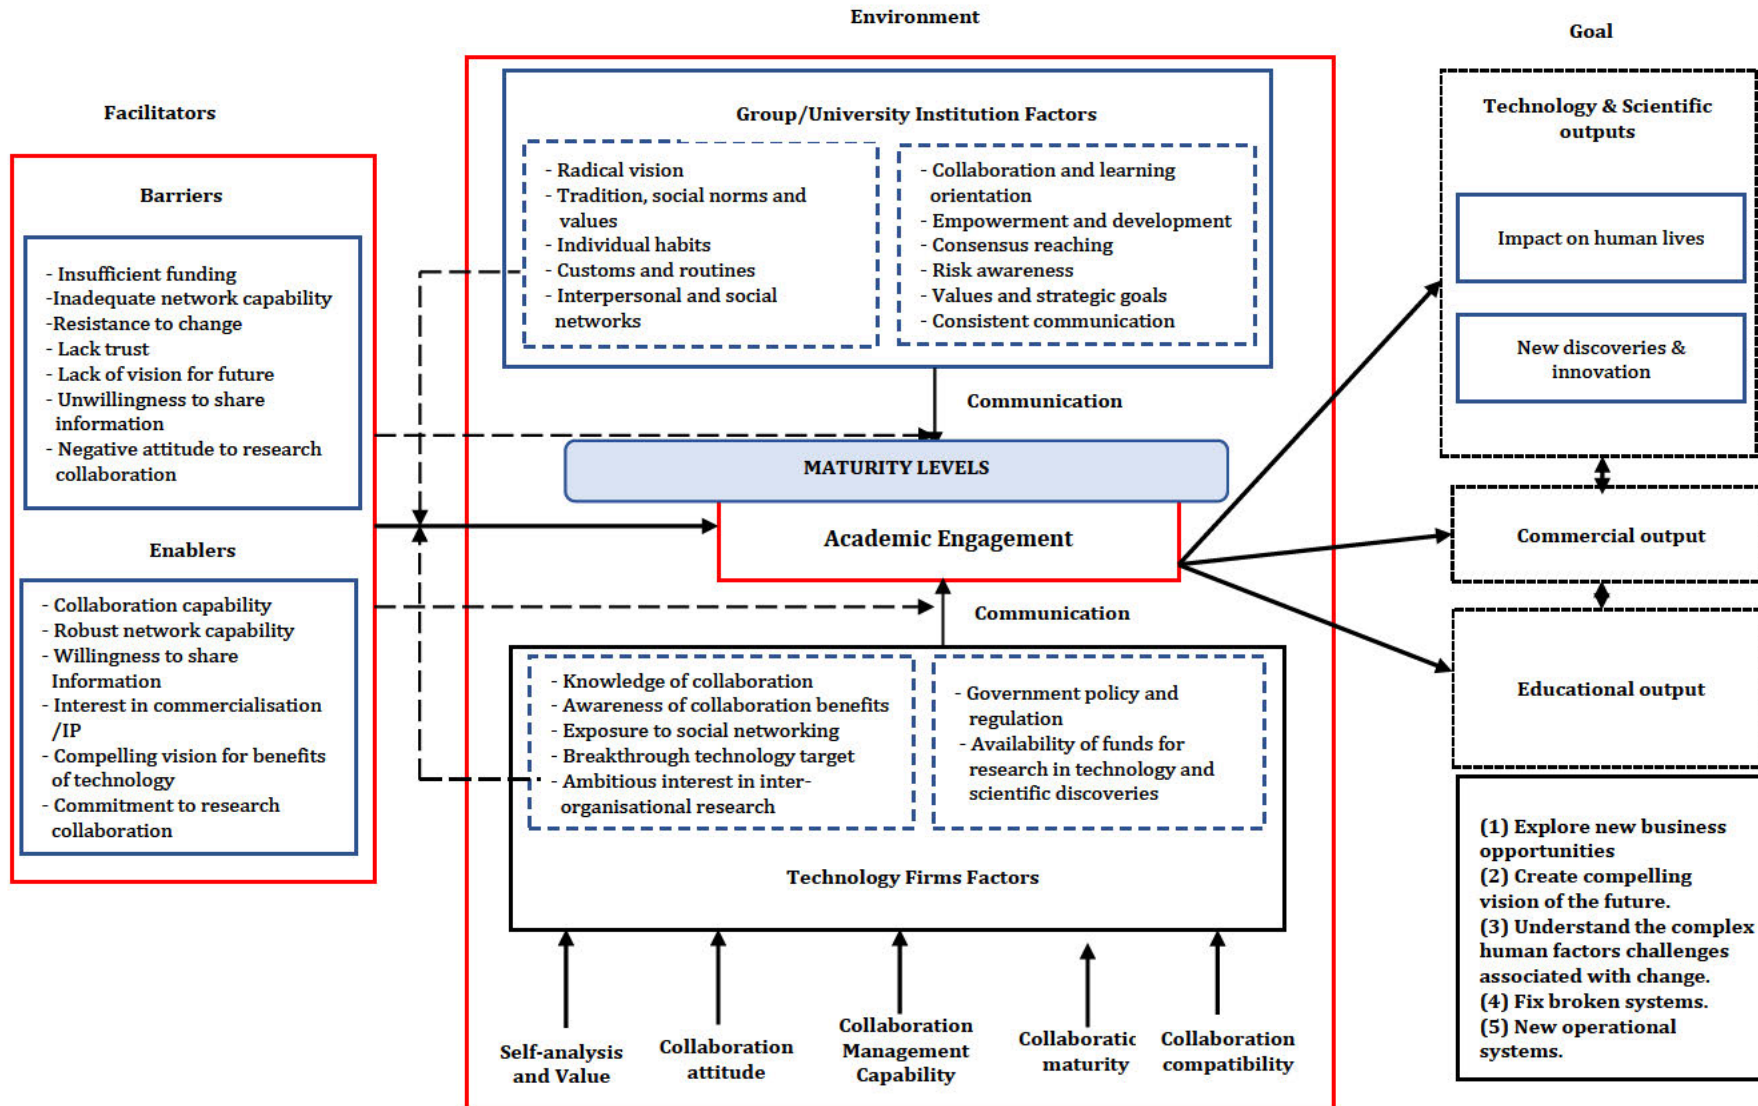 Environment
Goal
Facilitators
Barriers
- Insufficient funding
-Inadequate network capability
-Resistance to change
- Lack trust
- Lack of vision for future
- Unwillingness to share
information
- Negative attitude to research
collaboration
Enablers
- Collaboration capability
- Robust network capability
- Willingness to share
Information
- Interest in commercialisation
/IP
- Compelling vision for benefits
of technology
- Commitment to research
collaboration
Group/University Institution Factors
- Radical vision
- Tradition, social norms and
values
- Individual habits
- Customs and routines
- Interpersonal and social
networks
- Collaboration and learning
orientation
- Empowerment and development
- Consensus reaching
- Risk awareness
- Values and strategic goals
- Consistent communication
Communication
MATURITY LEVELS
Academic Engagement
Communication
- Knowledge of collaboration
- Awareness of collaboration benefits
- Exposure to social networking
- Breakthrough technology target
- Ambitious interest in inter-
organisational research
- Government policy and
regulation
- Availability of funds for
research in technology and
scientific discoveries
Technology Firms Factors
Self-analysis
and Value
Collaboration
attitude
Collaboration
Management
Capability
Collaboratic
maturity
Collaboration
compatibility
Technology & Scientific
outputs
Impact on human lives
New discoveries &
innovation
Commercial output
Educational output
(1) Explore new business
opportunities
(2) Create compelling
vision of the future.
(3) Understand the complex
human factors challenges
associated with change.
(4) Fix broken systems.
(5) New operational
systems.